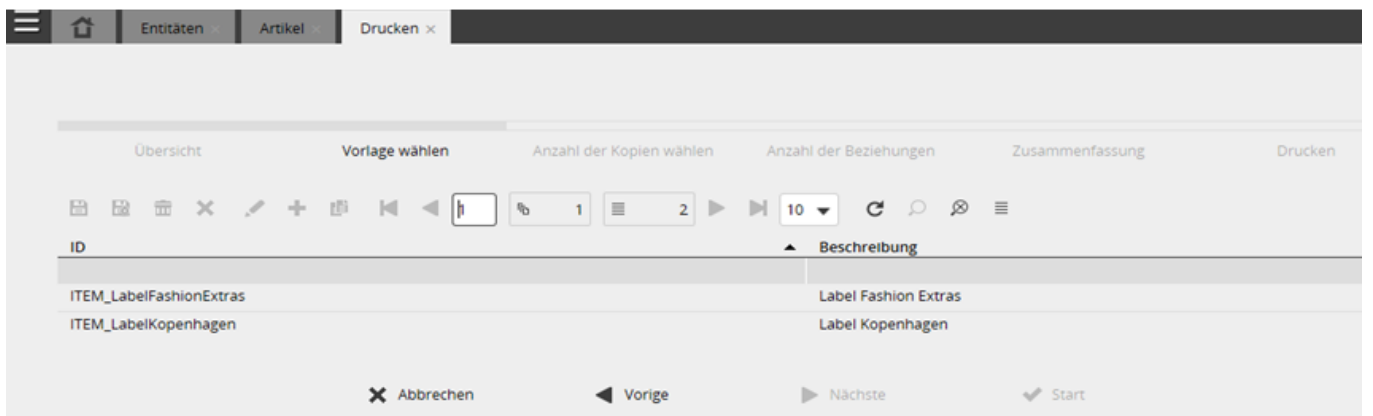 Entitäten × Artikel × Drucken ×
Übersicht Vorlage wählen Anzahl der Kopien wählen Anzahl der Beziehungen Zusammenfassung Drucken
1 1 2 10
ID Beschreibung
ITEM_LabelFashionExtras Label Fashion Extras
ITEM_LabelKopenhagen Label Kopenhagen
Abbrechen Vorige Nächste Start